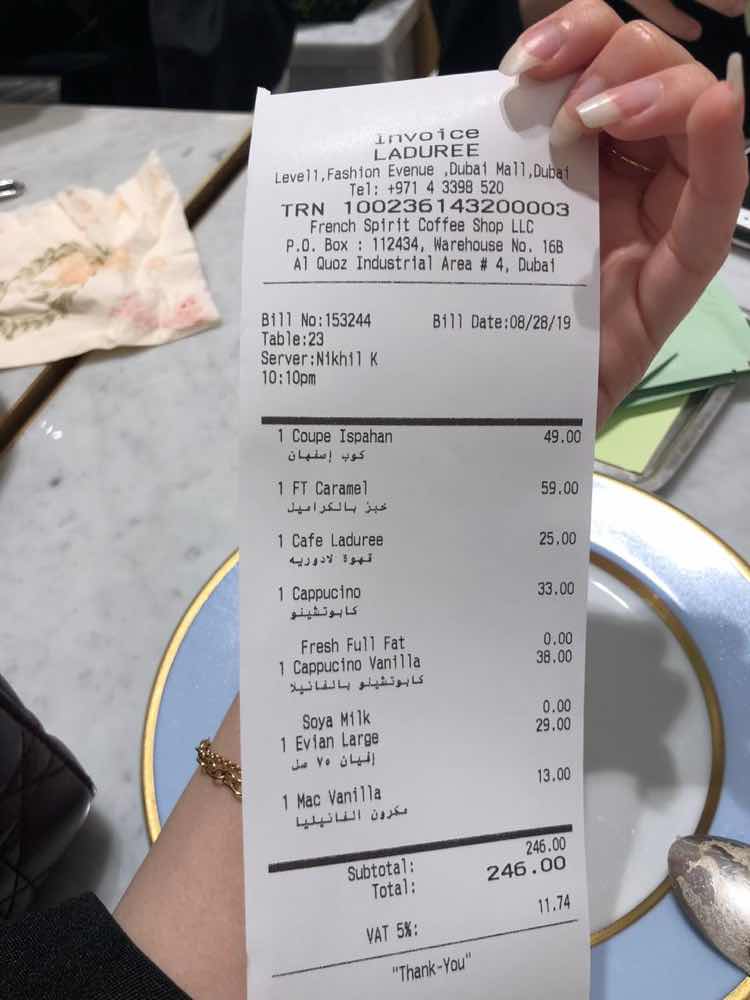 invoice
LADUREE
Level1,Fashion Evenue ,Dubai Mall,Dubai
Tel: +971 4 3398 520
TRN 100236143200003
French Spirit Coffee Shop LLC
P.O. Box : 112434, Warehouse No. 16B
Al Quoz Industrial Area # 4, Dubai
Bill No:153244 Bill Date:08/28/19
Table:23
Server:Nikhil K
10:10pm
1 Coupe Ispahan 49.00
كوب إصفيان
1 FT Caramel 59.00
خبز بالكراميل
1 Cafe Laduree 25.00
قهوة لادوريه
1 Cappucino 33.00
كابوتشينو
Fresh Full Fat 0.00
1 Cappucino Vanilla 38.00
كابوتشينو بالفانيلا
Soya Milk 0.00
1 Evian Large 29.00
إفيان ٧٥ مل
1 Mac Vanilla 13.00
مكرون الفانيليا
Subtotal: 246.00
Total: 246.00
VAT 5%: 11.74
"Thank-You"